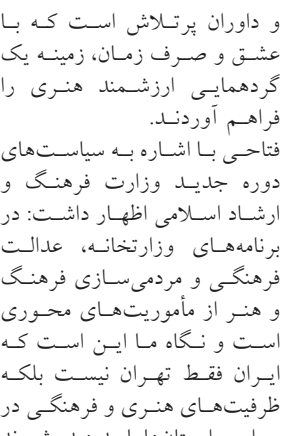 و داوران پرتلاش است که با
عشق و صرف زمان، زمینه یک
گردهمایی ارزشمند هنری را
فراهم آوردند.
فتاحی با اشاره به سیاست‌های
دوره جدید وزارت فرهنگ و
ارشاد اسلامی اظهار داشت: در
برنامه‌های وزارتخانه، عدالت
فرهنگی و مردمی‌سازی فرهنگ
و هنر از مأموریت‌های محوری
است و نگاه ما این است که
ایران فقط تهران نیست بلکه
ظرفیت‌های هنری و فرهنگی در